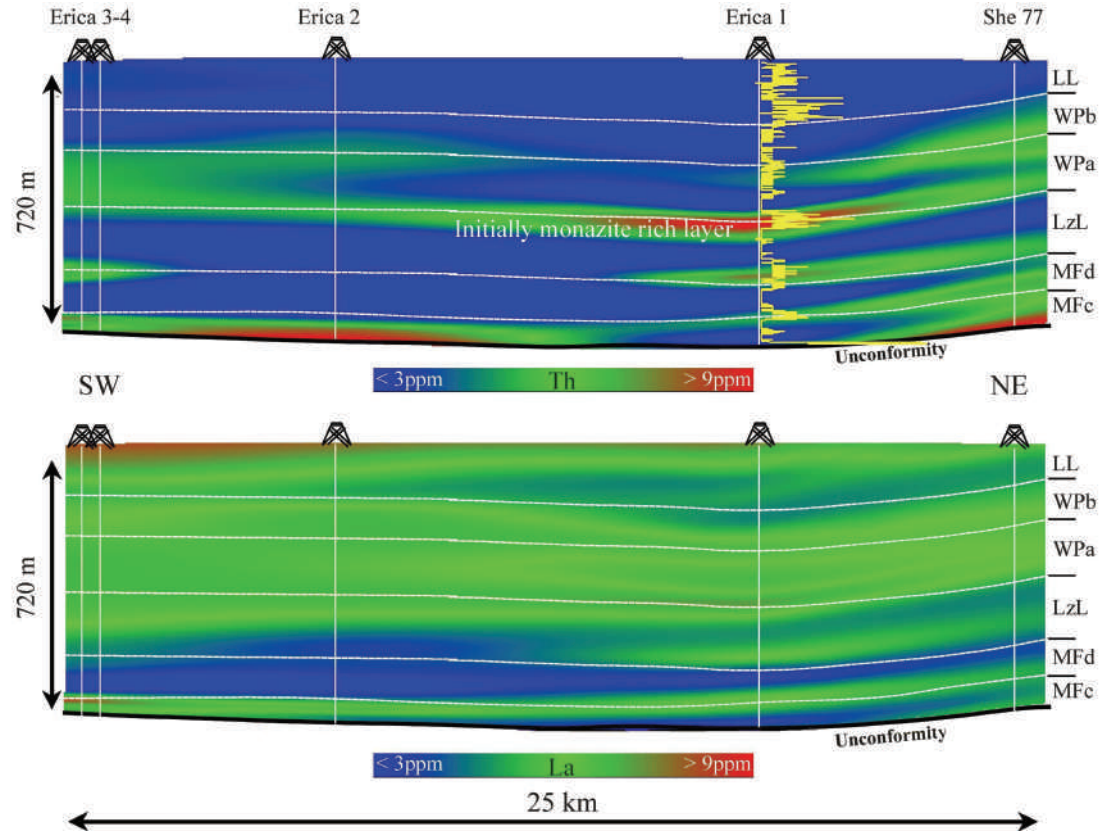 Erica 3-4 Erica 2 Erica 1 She 77
LL
WPb
WPa
720 m
LzL
Initially monazite rich layer
MFd
MFc
Unconformity
< 3ppm Th > 9ppm
SW NE
LL
WPb
WPa
720 m
LzL
MFd
MFc
Unconformity
< 3ppm La > 9ppm
25 km